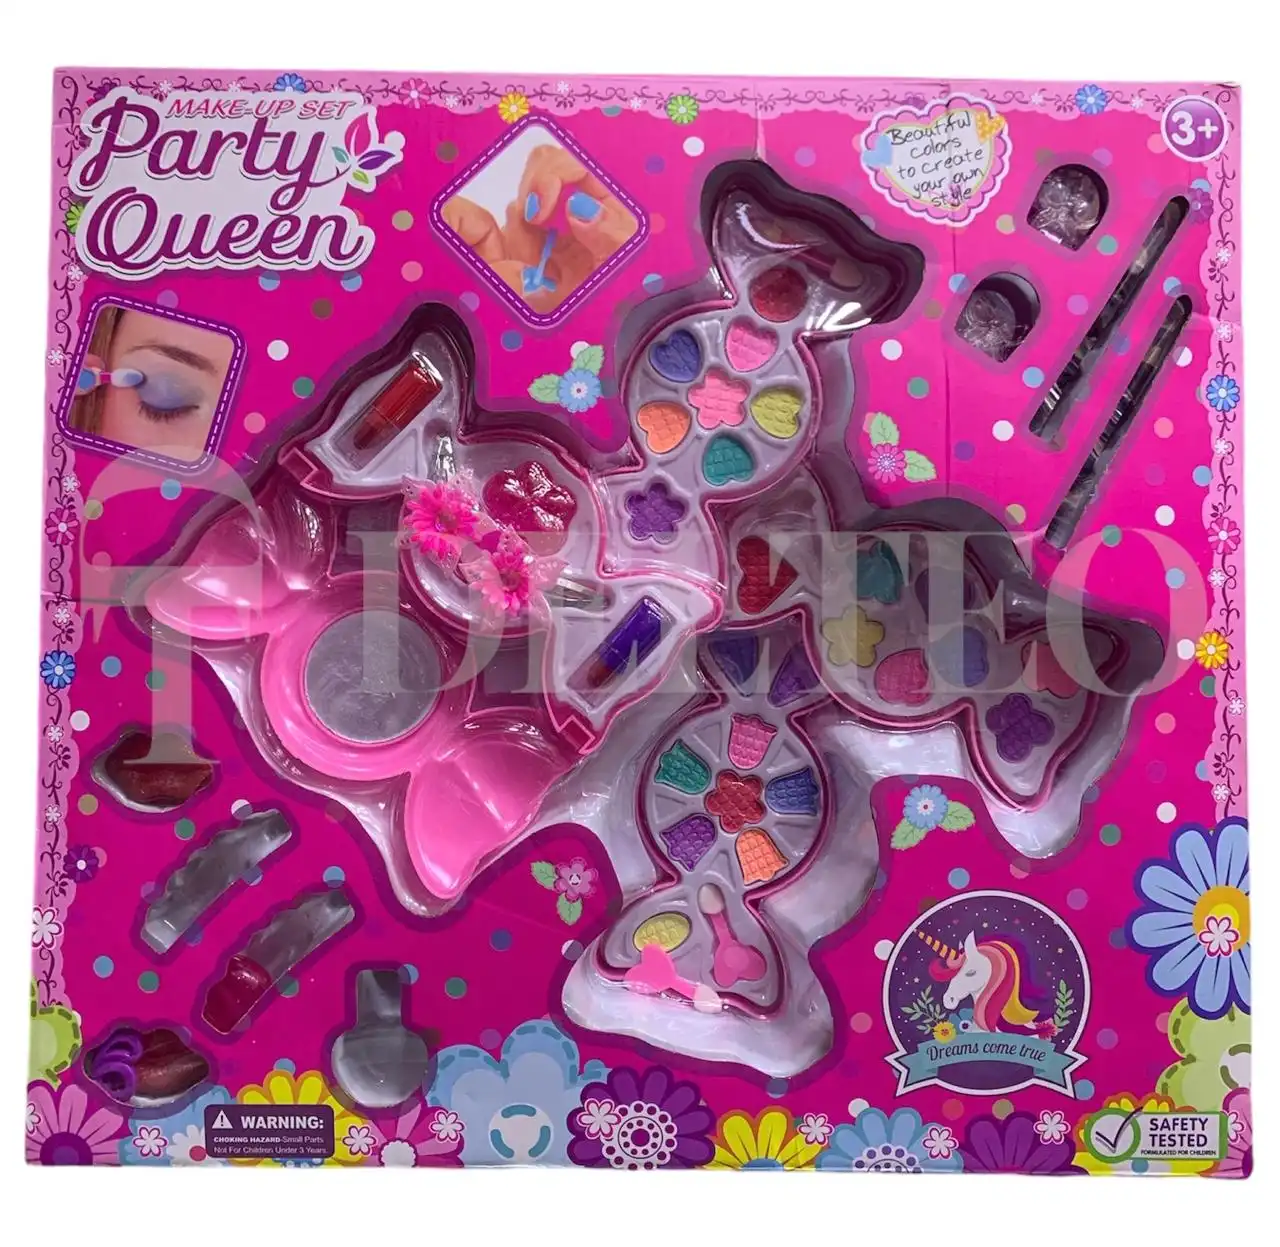 MAKE-UP SET
Party
Queen
Beautiful
colors
to create
your own
style
3+
Dreams come true
WARNING:
CHOKING HAZARD-Small Parts
Not For Children Under 3 Years.
SAFETY
TESTED
FORMULATED FOR CHILDREN